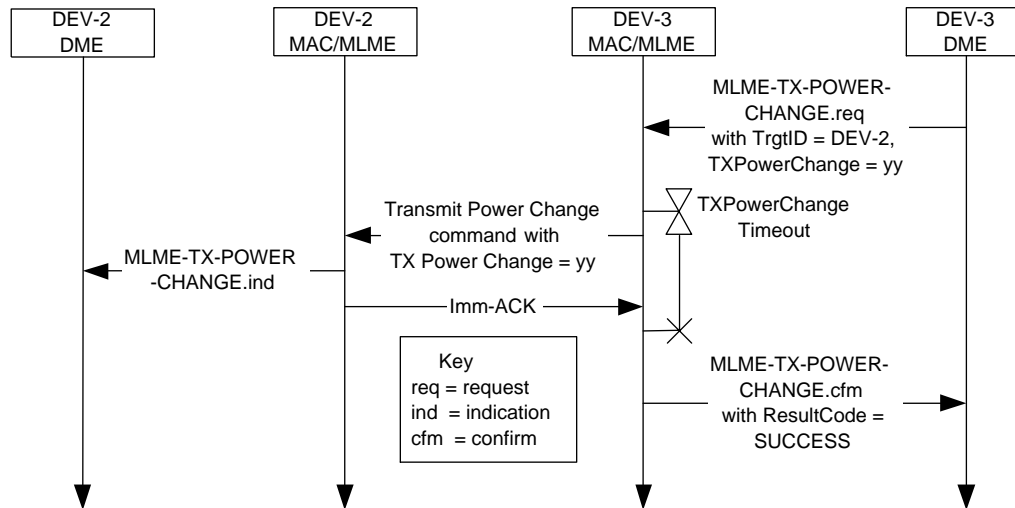 DEV-2
DME
DEV-2
MAC/MLME
DEV-3
MAC/MLME
DEV-3
DME
MLME-TX-POWER-
CHANGE.req
with TrgtID = DEV-2,
TXPowerChange = yy
TXPowerChange
Timeout
Transmit Power Change
command with
TX Power Change = yy
MLME-TX-POWER
-CHANGE.ind
Imm-ACK
Key
req = request
ind = indication
cfm = confirm
MLME-TX-POWER-
CHANGE.cfm
with ResultCode =
SUCCESS